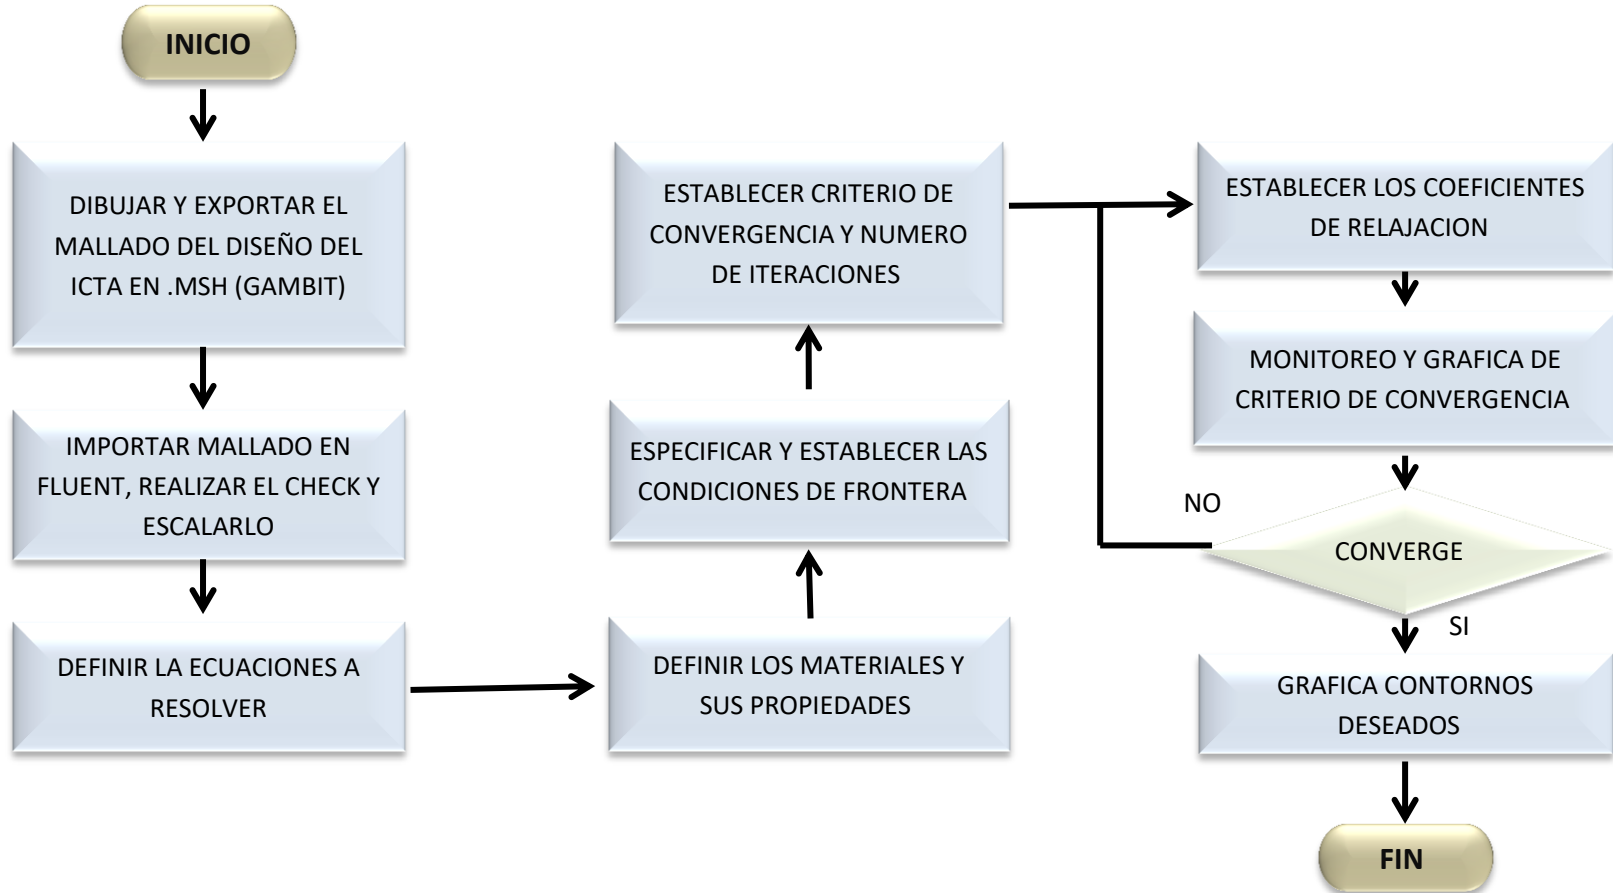 INICIO
DIBUJAR Y EXPORTAR EL
MALLADO DEL DISEÑO DEL
ICTA EN .MSH (GAMBIT)
IMPORTAR MALLADO EN
FLUENT, REALIZAR EL CHECK Y
ESCALARLO
DEFINIR LA ECUACIONES A
RESOLVER
DEFINIR LOS MATERIALES Y
SUS PROPIEDADES
ESPECIFICAR Y ESTABLECER LAS
CONDICIONES DE FRONTERA
ESTABLECER CRITERIO DE
CONVERGENCIA Y NUMERO
DE ITERACIONES
ESTABLECER LOS COEFICIENTES
DE RELAJACION
MONITOREO Y GRAFICA DE
CRITERIO DE CONVERGENCIA
NO
CONVERGE
SI
GRAFICA CONTORNOS
DESEADOS
FIN